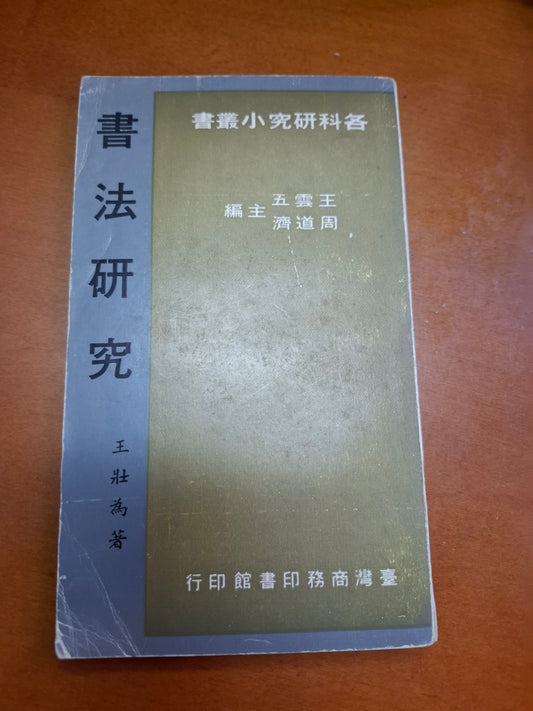 各科研究小叢書
王雲五
周道濟
主編
書法研究
王壯為著
臺灣商務印書館印行